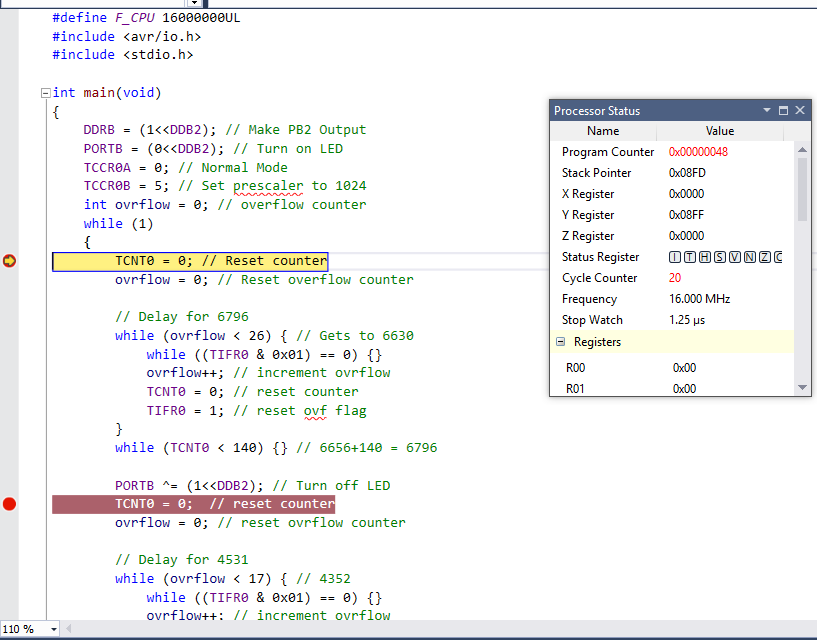 #define F_CPU 16000000UL
#include <avr/io.h>
#include <stdio.h>
int main(void)
{
DDRB = (1<<DDB2); // Make PB2 Output
PORTB = (0<<DDB2); // Turn on LED
TCCR0A = 0; // Normal Mode
TCCR0B = 5; // Set prescaler to 1024
int ovrflow = 0; // overflow counter
while (1)
{
TCNT0 = 0; // Reset counter
ovrflow = 0; // Reset overflow counter
// Delay for 6796
while (ovrflow < 26) { // Gets to 6630
while ((TIFR0 & 0x01) == 0) {}
ovrflow++; // increment ovrflow
TCNT0 = 0; // reset counter
TIFR0 = 1; // reset ovf flag
}
while (TCNT0 < 140) {} // 6656+140 = 6796
PORTB ^= (1<<DDB2); // Turn off LED
TCNT0 = 0;  // reset counter
ovrflow = 0; // reset ovrflow counter
// Delay for 4531
while (ovrflow < 17) { // 4352
while ((TIFR0 & 0x01) == 0) {}
ovrflow++; // increment ovrflow
110 %
Processor Status
Name Value
Program Counter 0x00000048
Stack Pointer 0x08FD
X Register 0x0000
Y Register 0x08FF
Z Register 0x0000
Status Register I T H S V N Z C
Cycle Counter 20
Frequency 16.000 MHz
Stop Watch 1.25 µs
Registers
R00 0x00
R01 0x00